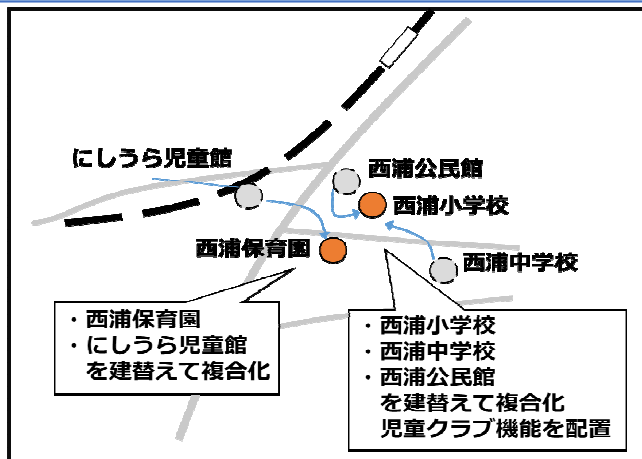 にしうら児童館
西浦公民館
西浦小学校
西浦保育園
西浦中学校
・西浦保育園
・にしうら児童館
を建替えて複合化
・西浦小学校
・西浦中学校
・西浦公民館
を建替えて複合化
児童クラブ機能を配置